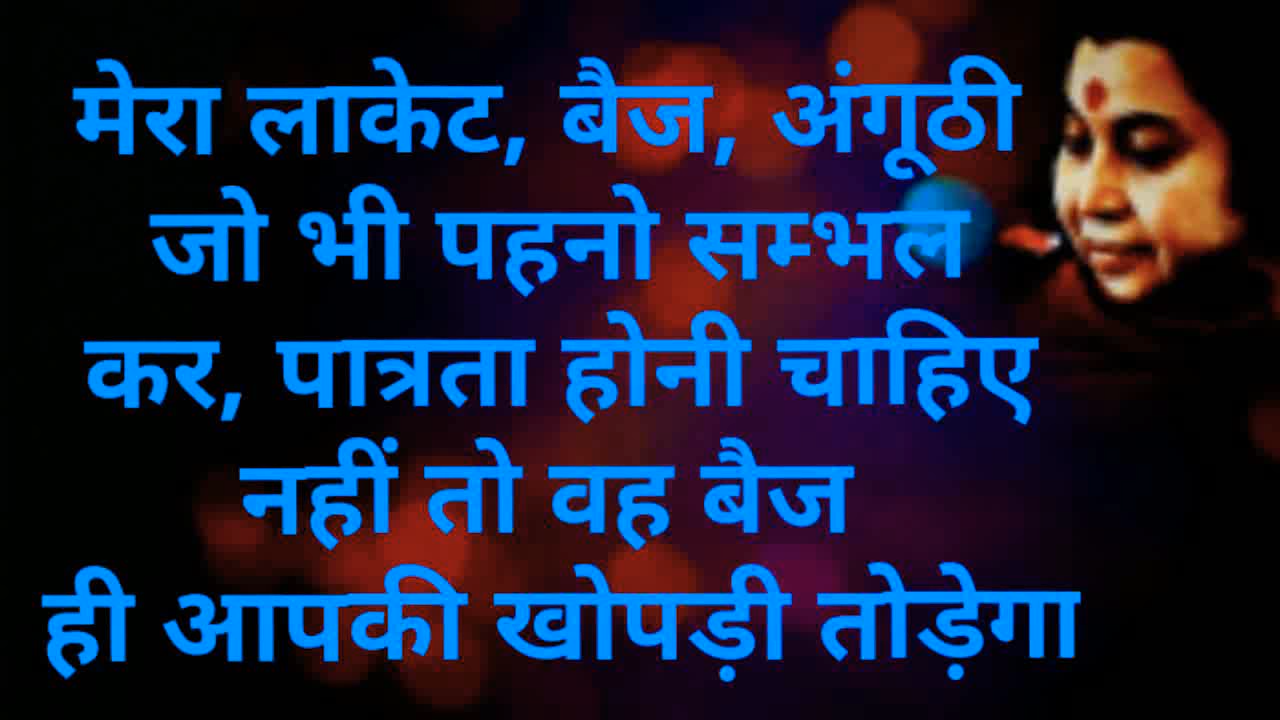 मेरा लाकेट, बैज, अंगूठी
जो भी पहनो सम्भल
कर, पात्रता होनी चाहिए
नहीं तो वह बैज
ही आपकी खोपड़ी तोड़ेगा